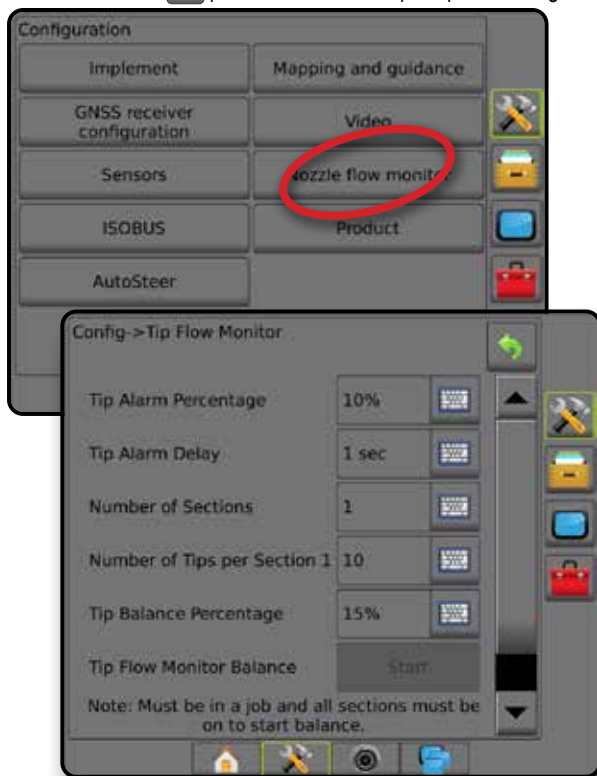 Configuration
Implement
Mapping and guidance
GNSS receiver
configuration
Video
Sensors
Nozzle flow monitor
ISOBUS
Product
AutoSteer
Config->Tip Flow Monitor
Tip Alarm Percentage
10%
Tip Alarm Delay
1 sec
Number of Sections
1
Number of Tips per Section 1
10
Tip Balance Percentage
15%
Tip Flow Monitor Balance
Start
Note: Must be in a job and all sections must be
on to start balance.